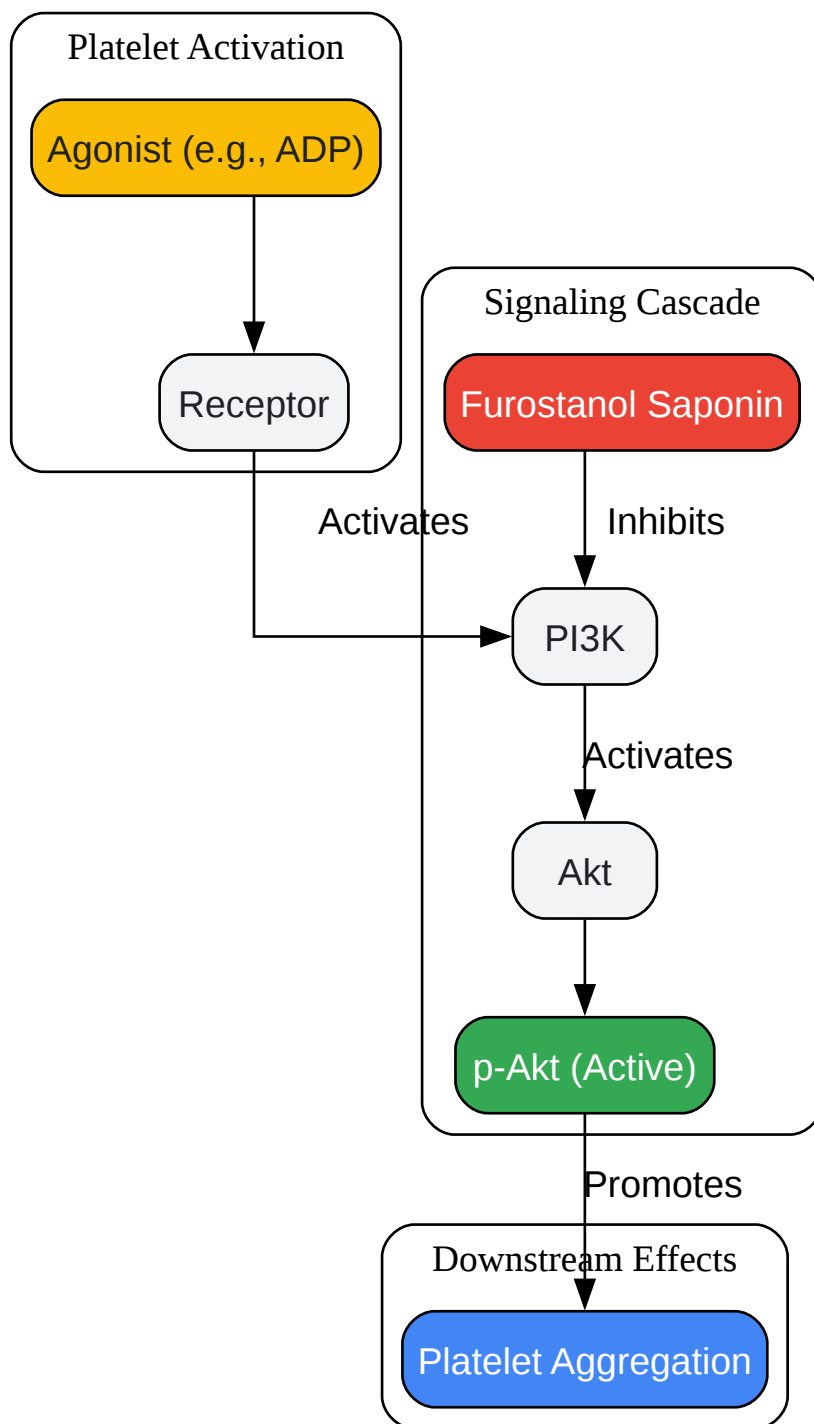 Platelet Activation
Agonist (e.g., ADP)
Receptor
Signaling Cascade
Furostanol Saponin
Activates
Inhibits
PI3K
Activates
Akt
p-Akt (Active)
Promotes
Downstream Effects
Platelet Aggregation